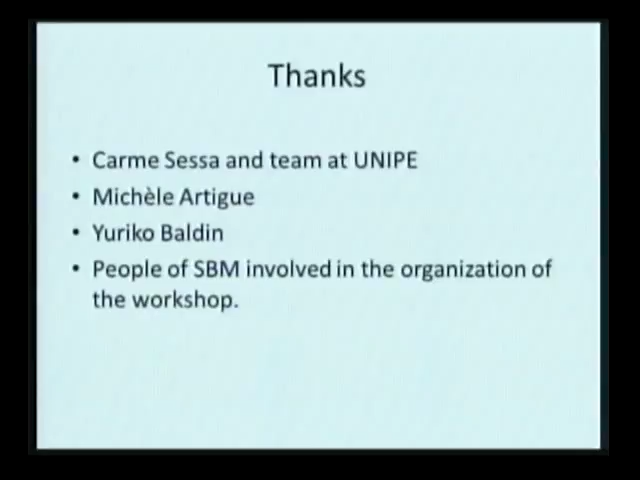 Thanks
• Carme Sessa and team at UNIPE
• Michèle Artigue
• Yuriko Baldin
• People of SBM involved in the organization of
the workshop.